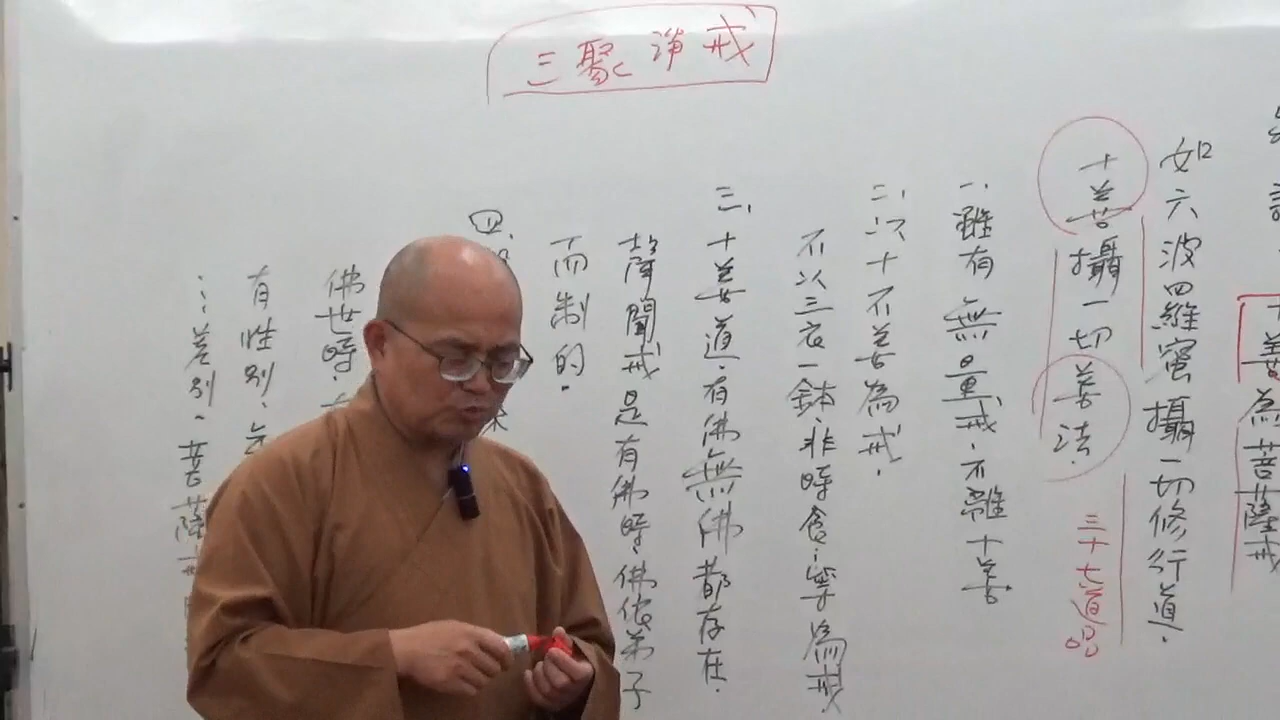 三聚淨戒
十善為菩薩戒
如六波四維蜜攝一切修行道.
十善攝一切善法.
三十七道品
一、雖有無量戒.不離十善
二、以十不善為戒.
不以三衣一鉢、非時食、等為戒.
三、十善道.有佛無佛都存在.
聲聞戒是有佛時.佛依弟子
而制的.
四、
佛世時.
有性別.
差別.菩薩